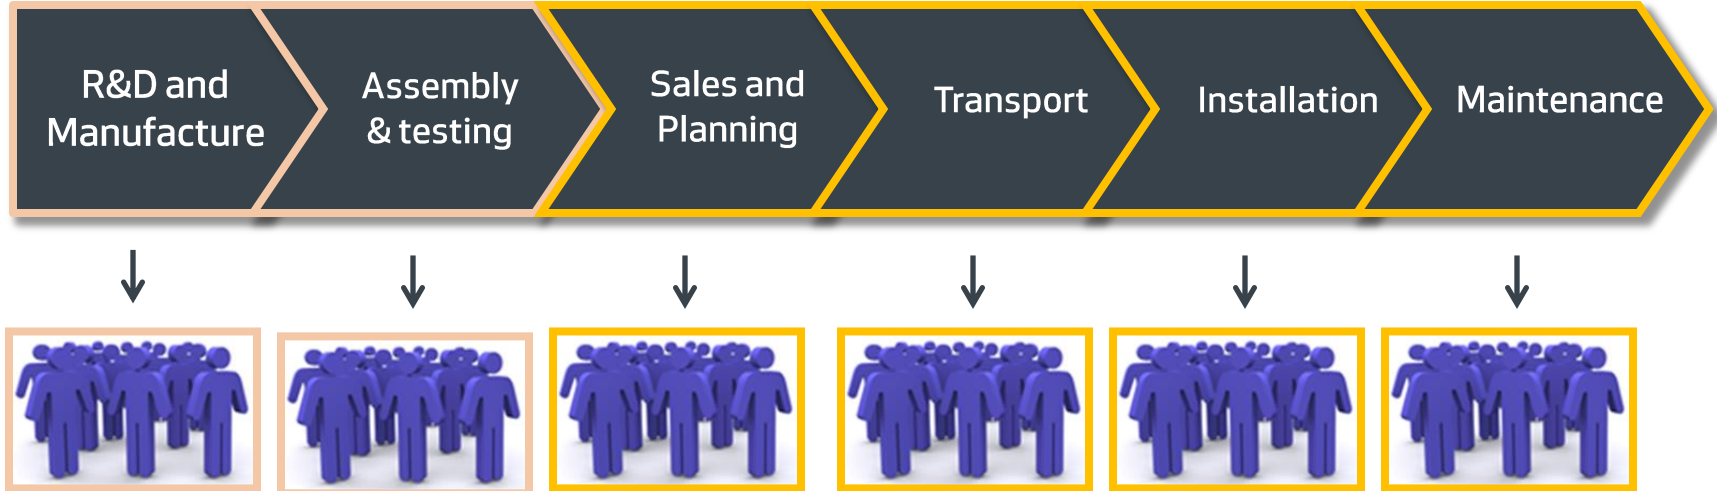 R&D and
Manufacture
Assembly
& testing
Sales and
Planning
Transport
Installation
Maintenance